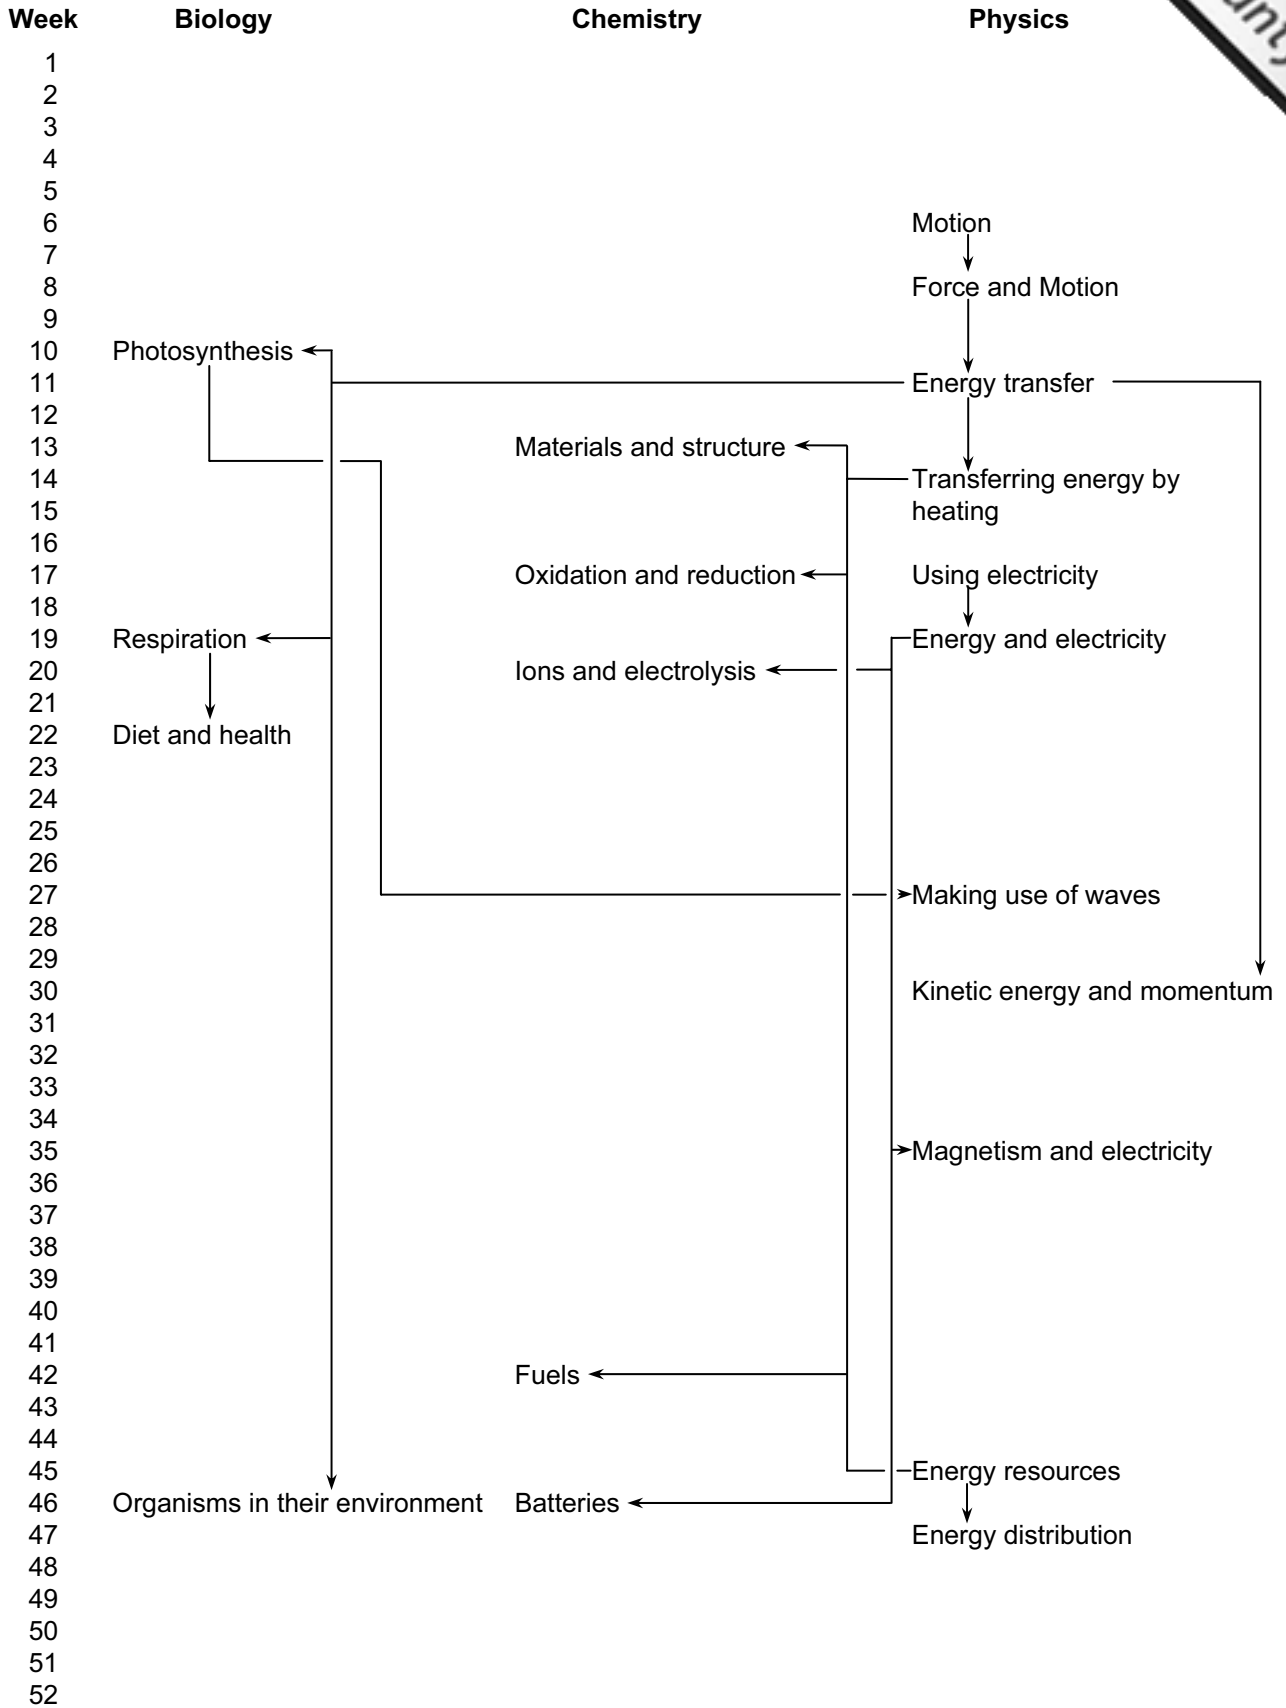 Week Biology Chemistry Physics
1
2
3
4
5
6 Motion
7
8 Force and Motion
9
10 Photosynthesis
11 Energy transfer
12
13 Materials and structure
14 Transferring energy by
15 heating
16
17 Oxidation and reduction Using electricity
18
19 Respiration Energy and electricity
20 Ions and electrolysis
21
22 Diet and health
23
24
25
26
27 Making use of waves
28
29
30 Kinetic energy and momentum
31
32
33
34
35 Magnetism and electricity
36
37
38
39
40
41
42 Fuels
43
44
45 Energy resources
46 Organisms in their environment Batteries
47 Energy distribution
48
49
50
51
52